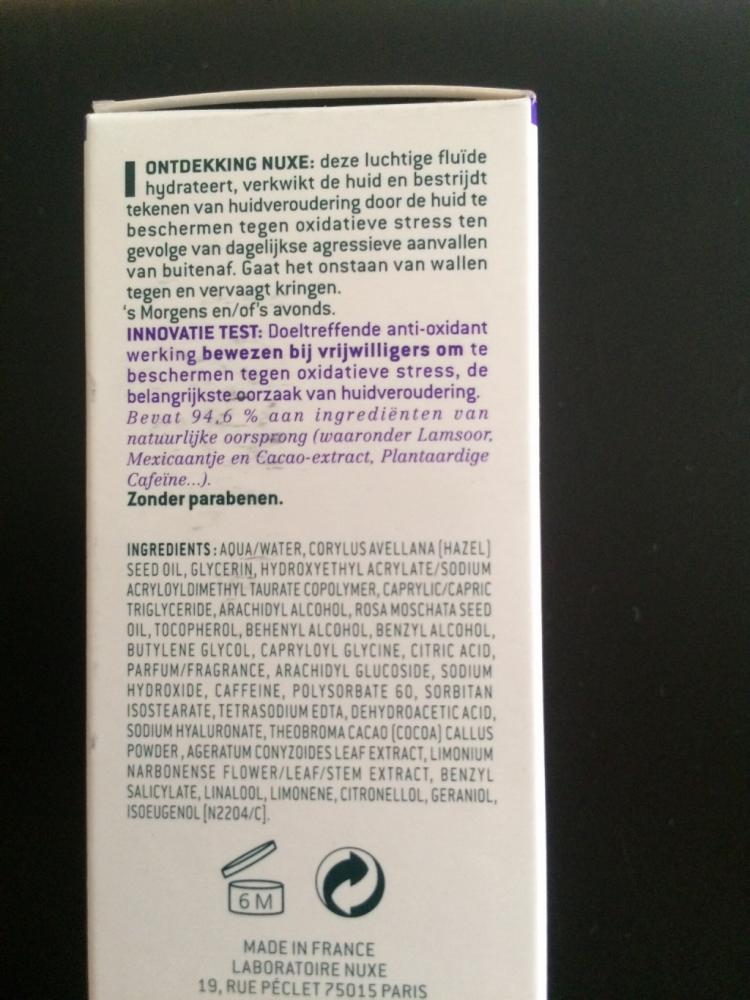 ONTDEKKING NUXE: deze luchtige fluïde
hydrateert, verkwikt de huid en bestrijdt
tekenen van huidveroudering door de huid te
beschermen tegen oxidatieve stress ten
gevolge van dagelijkse agressieve aanvallen
van buitenaf. Gaat het onstaan van wallen
tegen en vervaagt kringen.
's Morgens en/of's avonds.
INNOVATIE TEST: Doeltreffende anti-oxidant
werking bewezen bij vrijwilligers om te
beschermen tegen oxidatieve stress, de
belangrijkste oorzaak van huidveroudering.
Bevat 94,6 % aan ingrediënten van
natuurlijke oorsprong (waaronder Lamsoor,
Mexicaantje en Cacao-extract, Plantaardige
Cafeïne...).
Zonder parabenen.
INGREDIENTS: AQUA/WATER, CORYLUS AVELLANA [HAZEL]
SEED OIL, GLYCERIN, HYDROXYETHYL ACRYLATE/SODIUM
ACRYLOYLDIMETHYL TAURATE COPOLYMER, CAPRYLIC/CAPRIC
TRIGLYCERIDE, ARACHIDYL ALCOHOL, ROSA MOSCHATA SEED
OIL, TOCOPHEROL, BEHENYL ALCOHOL, BENZYL ALCOHOL,
BUTYLENE GLYCOL, CAPRYLOYL GLYCINE, CITRIC ACID,
PARFUM/FRAGRANCE, ARACHIDYL GLUCOSIDE, SODIUM
HYDROXIDE, CAFFEINE, POLYSORBATE 60, SORBITAN
ISOSTEARATE, TETRASODIUM EDTA, DEHYDROACETIC ACID,
SODIUM HYALURONATE, THEOBROMA CACAO [COCOA] CALLUS
POWDER, AGERATUM CONYZOIDES LEAF EXTRACT, LIMONIUM
NARBONENSE FLOWER/LEAF/STEM EXTRACT, BENZYL
SALICYLATE, LINALOOL, LIMONENE, CITRONELLOL, GERANIOL,
ISOEUGENOL [N2204/C].
6 M
MADE IN FRANCE
LABORATOIRE NUXE
19, RUE PÉCLET 75015 PARIS